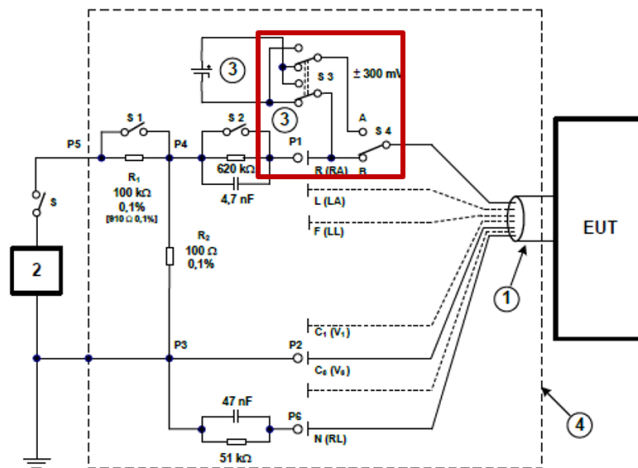 3
S 3
± 300 mV
3
S 1
S 2
A
P5
P4
P1
S 4
R (RA)
B
R1
620 kΩ
100 kΩ
0,1%
[910 Ω 0,1%]
4,7 nF
L (LA)
F (LL)
S
R2
100 Ω
0,1%
EUT
2
1
C1 (V1)
P3
P2
C6 (V6)
47 nF
P6
N (RL)
51 kΩ
4